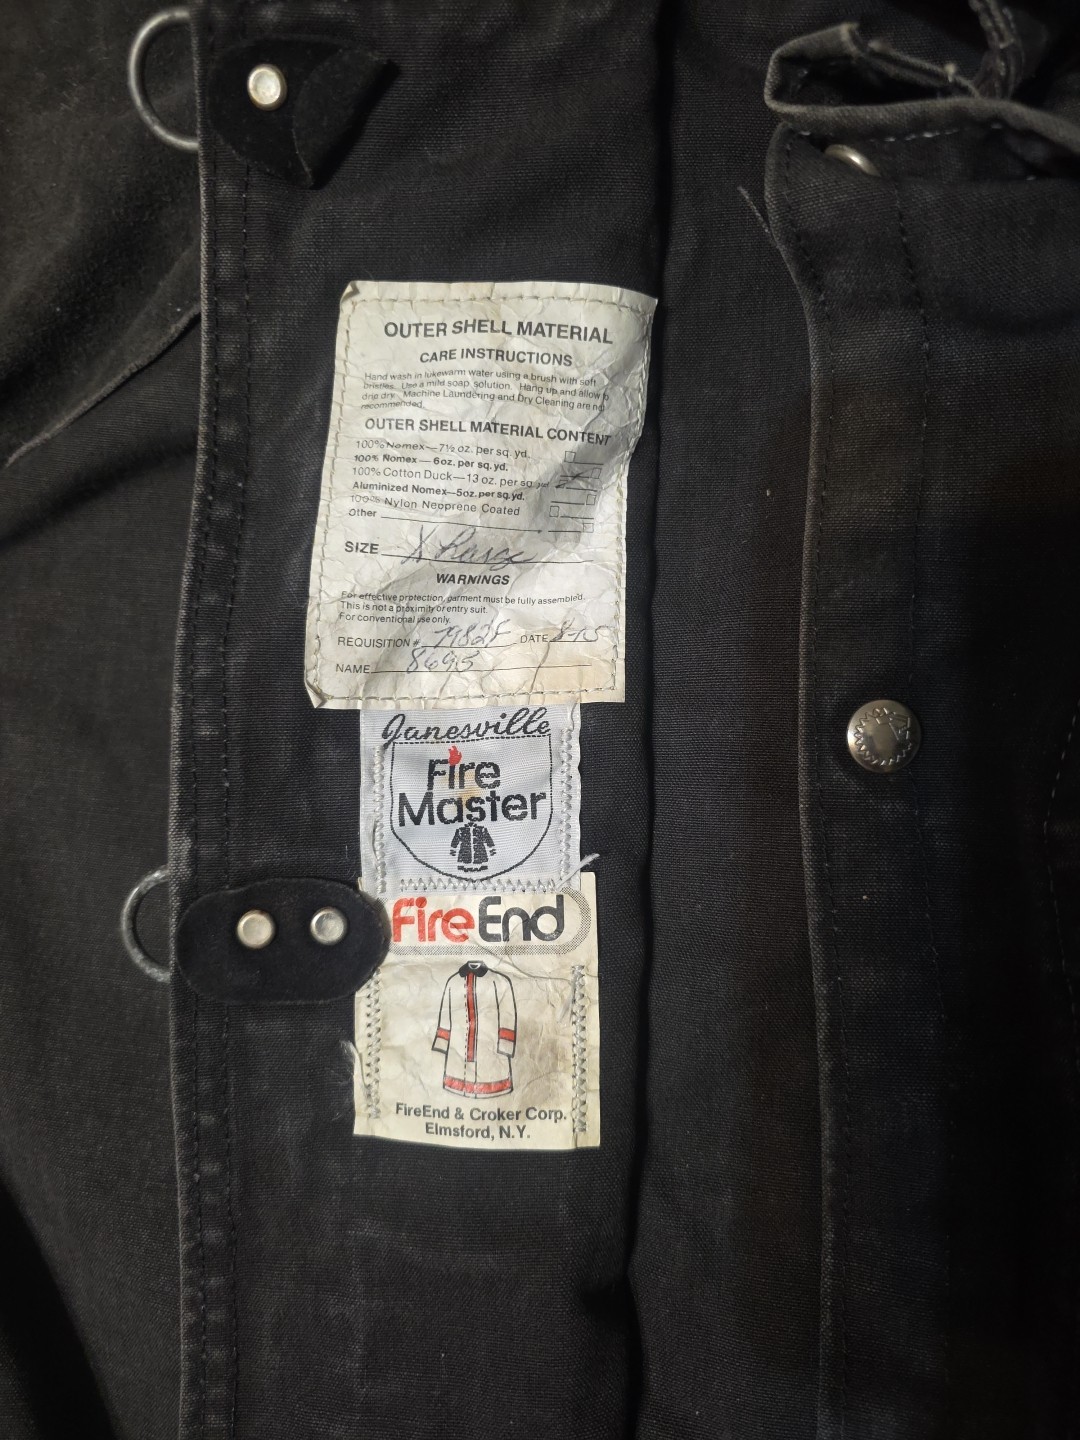 OUTER SHELL MATERIAL
CARE INSTRUCTIONS
Hand wash in lukewarm water using a brush with soft
bristles. Use a mild soap solution. Hang up and allow to
drip dry. Machine Laundering and Dry Cleaning are not
recommended.
OUTER SHELL MATERIAL CONTENT
100% Nomex—7½ oz. per sq. yd.
100% Nomex—6oz. per sq. yd.
100% Cotton Duck—13 oz. per sq. yd.
Aluminized Nomex—5oz. per sq. yd.
100% Nylon Neoprene Coated
Other
SIZE X Large
WARNINGS
For effective protection, garment must be fully assembled.
This is not a proximity or entry suit.
For conventional use only.
REQUISITION # DATE 8-15
NAME 8695
Janesville
Fire
Master
FireEnd
FireEnd & Croker Corp.
Elmsford, N.Y.